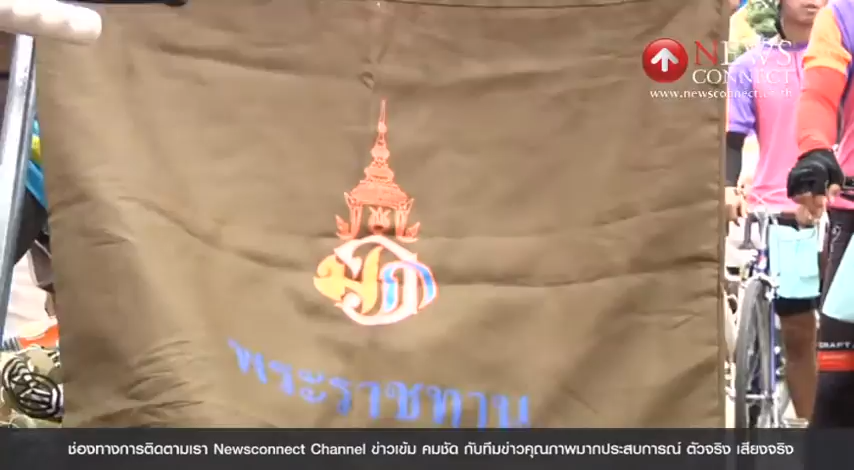 NEWS
CONNECT
www.newsconnect.co.th
พระราชทาน
ช่องทางการติดตามเรา Newsconnect Channel ข่าวเข้ม คมชัด กับทีมข่าวคุณภาพมากประสบการณ์ ตัวจริง เสียงจริง